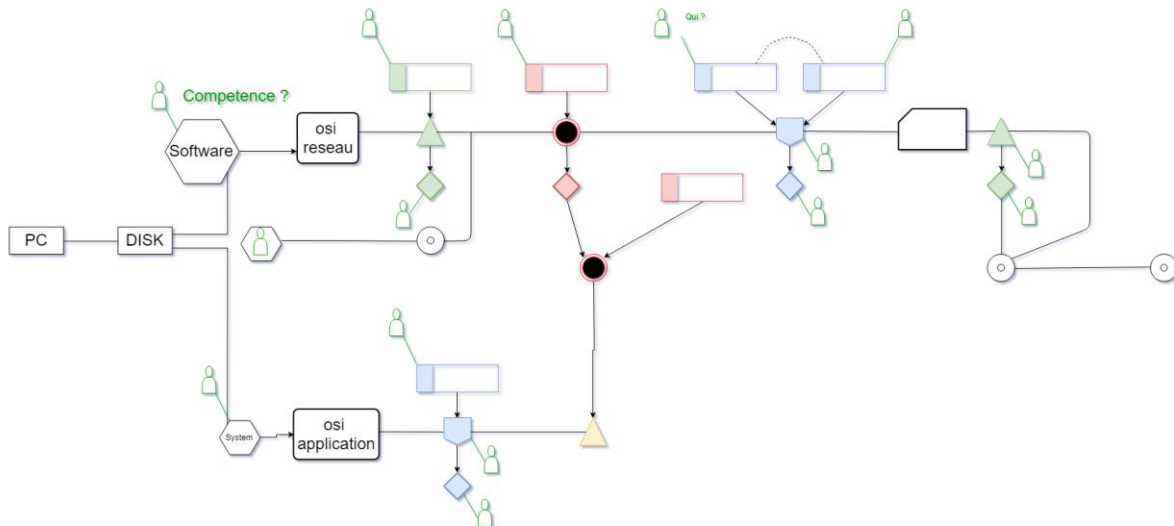 Qui ?
Competence ?
Software
osi
reseau
PC
DISK
System
osi
application